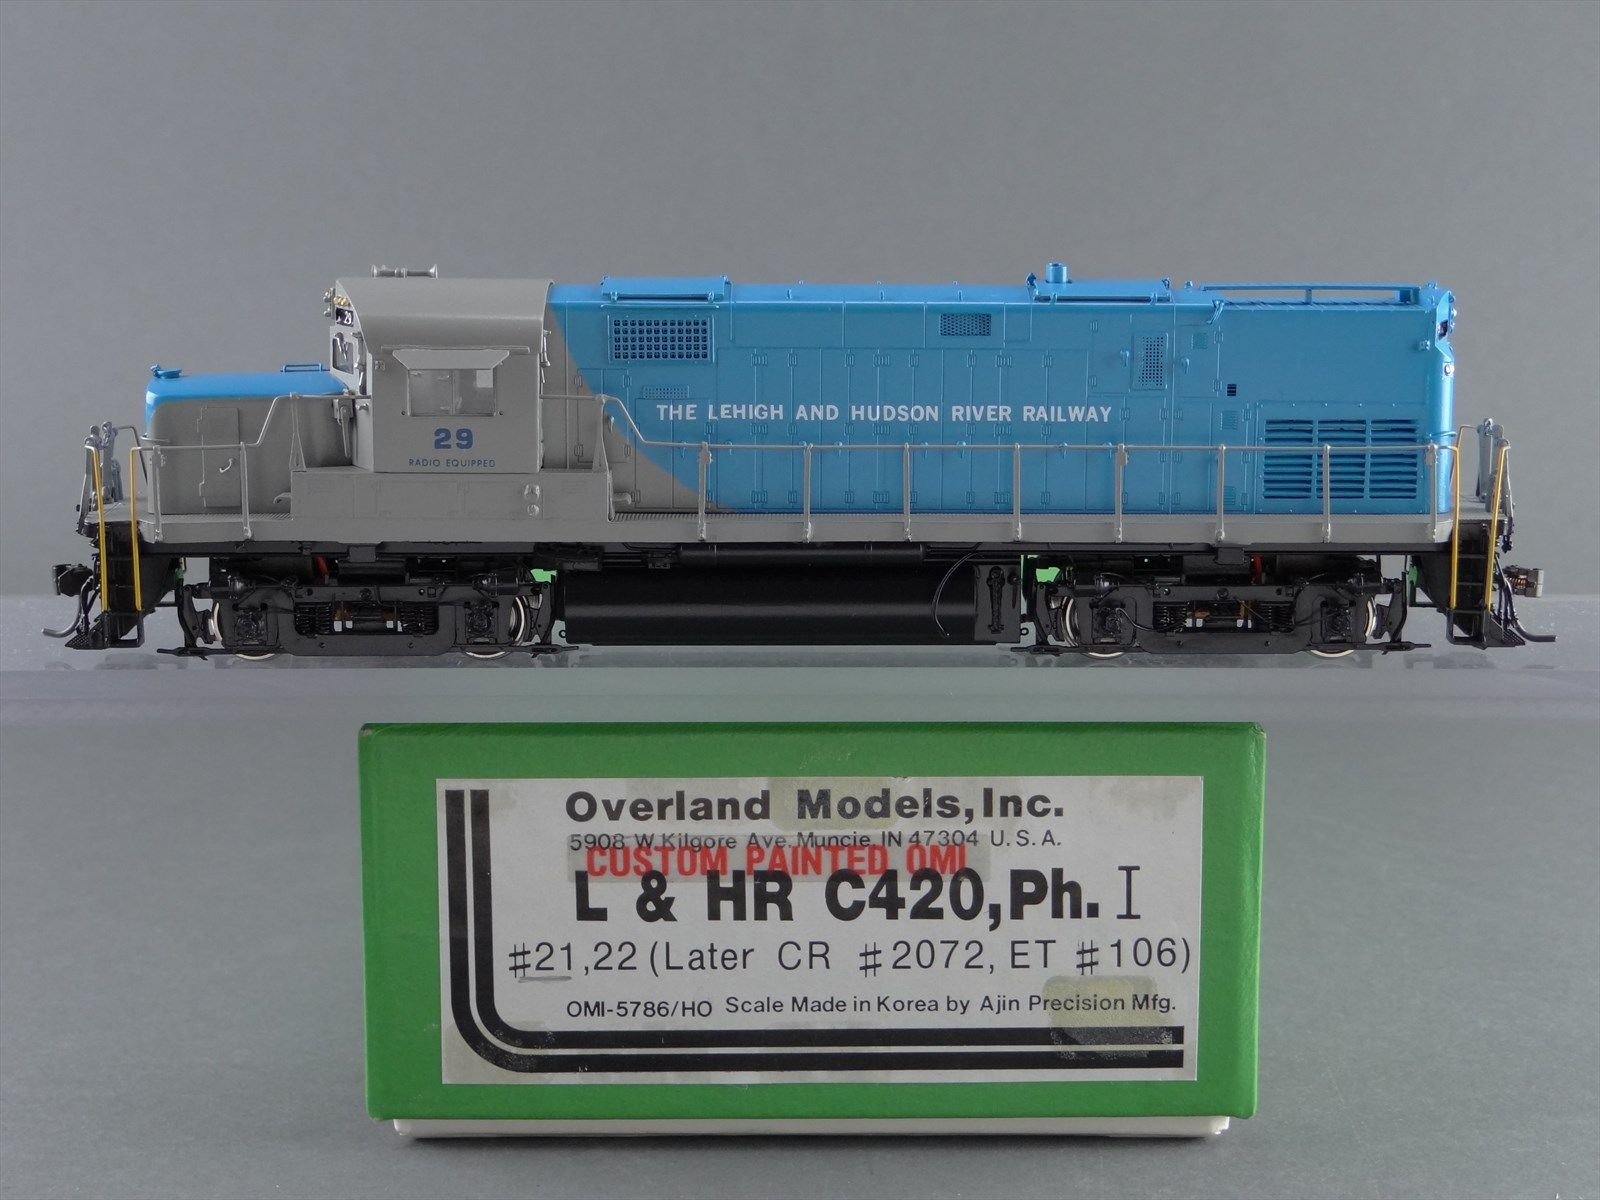 29
THE LEHIGH AND HUDSON RIVER RAILWAY
29
RADIO EQUIPPED
Overland Models,Inc.
5908 W.Kilgore Ave. Muncie, IN 47304 U.S.A.
CUSTOM PAINTED OMI
L & HR C420,Ph. I
#21,22 (Later CR #2072, ET #106)
OMI-5786/HO Scale Made in Korea by Ajin Precision Mfg.